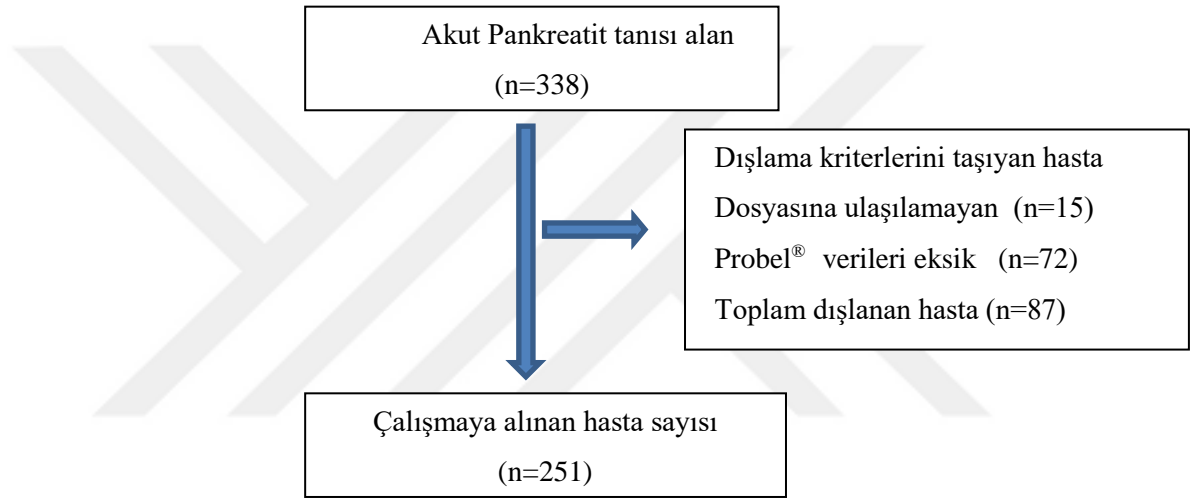 Akut Pankreatit tanısı alan
(n=338)
Dışlama kriterlerini taşıyan hasta
Dosyasına ulaşılamayan (n=15)
Probel® verileri eksik (n=72)
Toplam dışlanan hasta (n=87)
Çalışmaya alınan hasta sayısı
(n=251)